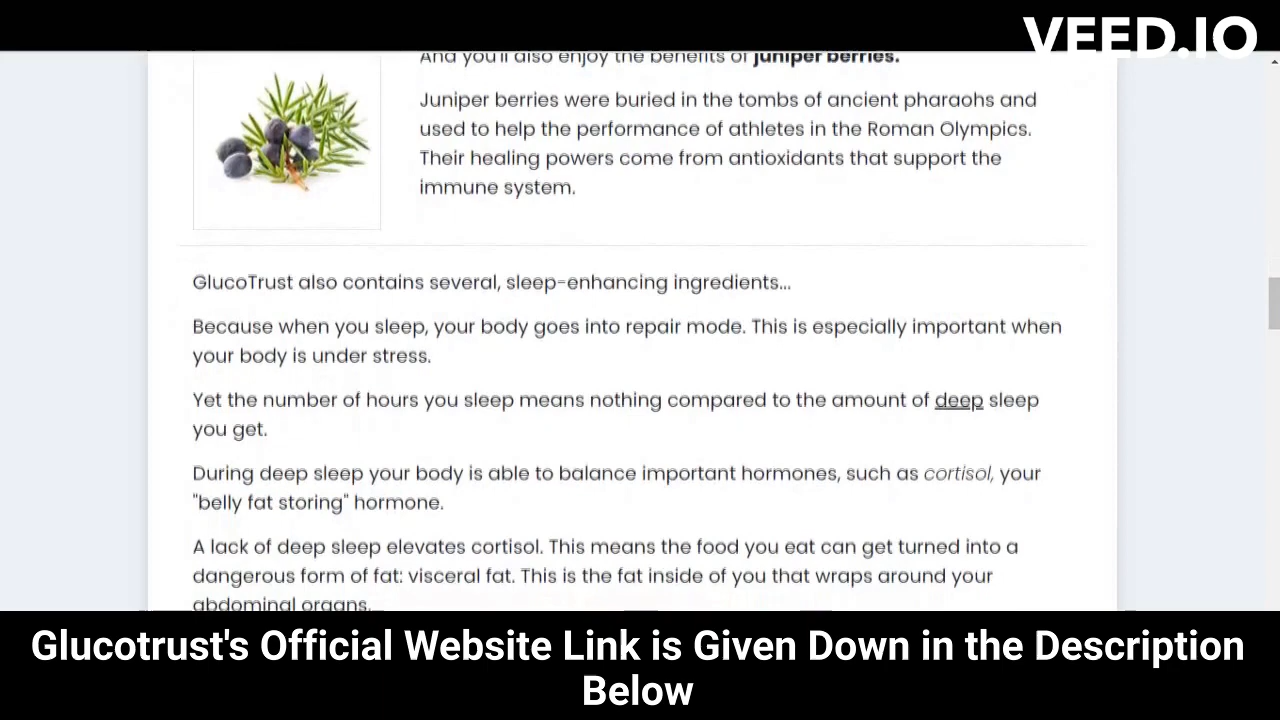 VEED.IO
And you'll also enjoy the benefits of juniper berries.
Juniper berries were buried in the tombs of ancient pharaohs and
used to help the performance of athletes in the Roman Olympics.
Their healing powers come from antioxidants that support the
immune system.
GlucoTrust also contains several, sleep-enhancing ingredients...
Because when you sleep, your body goes into repair mode. This is especially important when
your body is under stress.
Yet the number of hours you sleep means nothing compared to the amount of deep sleep
you get.
During deep sleep your body is able to balance important hormones, such as cortisol, your
"belly fat storing" hormone.
A lack of deep sleep elevates cortisol. This means the food you eat can get turned into a
dangerous form of fat: visceral fat. This is the fat inside of you that wraps around your
abdominal organs.
Glucotrust's Official Website Link is Given Down in the Description
Below